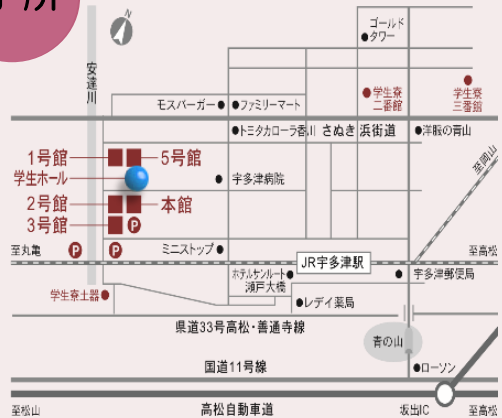 所
N
ゴールド
タワー
安達川
学生寮
二番館
学生寮
三番館
モスバーガー
ファミリーマート
トミタカローラ香川
さぬき浜街道
洋服の青山
至岡山
1号館
5号館
学生ホール
宇多津病院
2号館
本館
3号館
P
至丸亀
P
P
ミニストップ
JR宇多津駅
至高松
ホテルサンルート
瀬戸大橋
宇多津郵便局
学生寮土器
レデイ薬局
県道33号高松・善通寺線
青の山
国道11号線
ローソン
至松山
高松自動車道
坂出IC
至高松